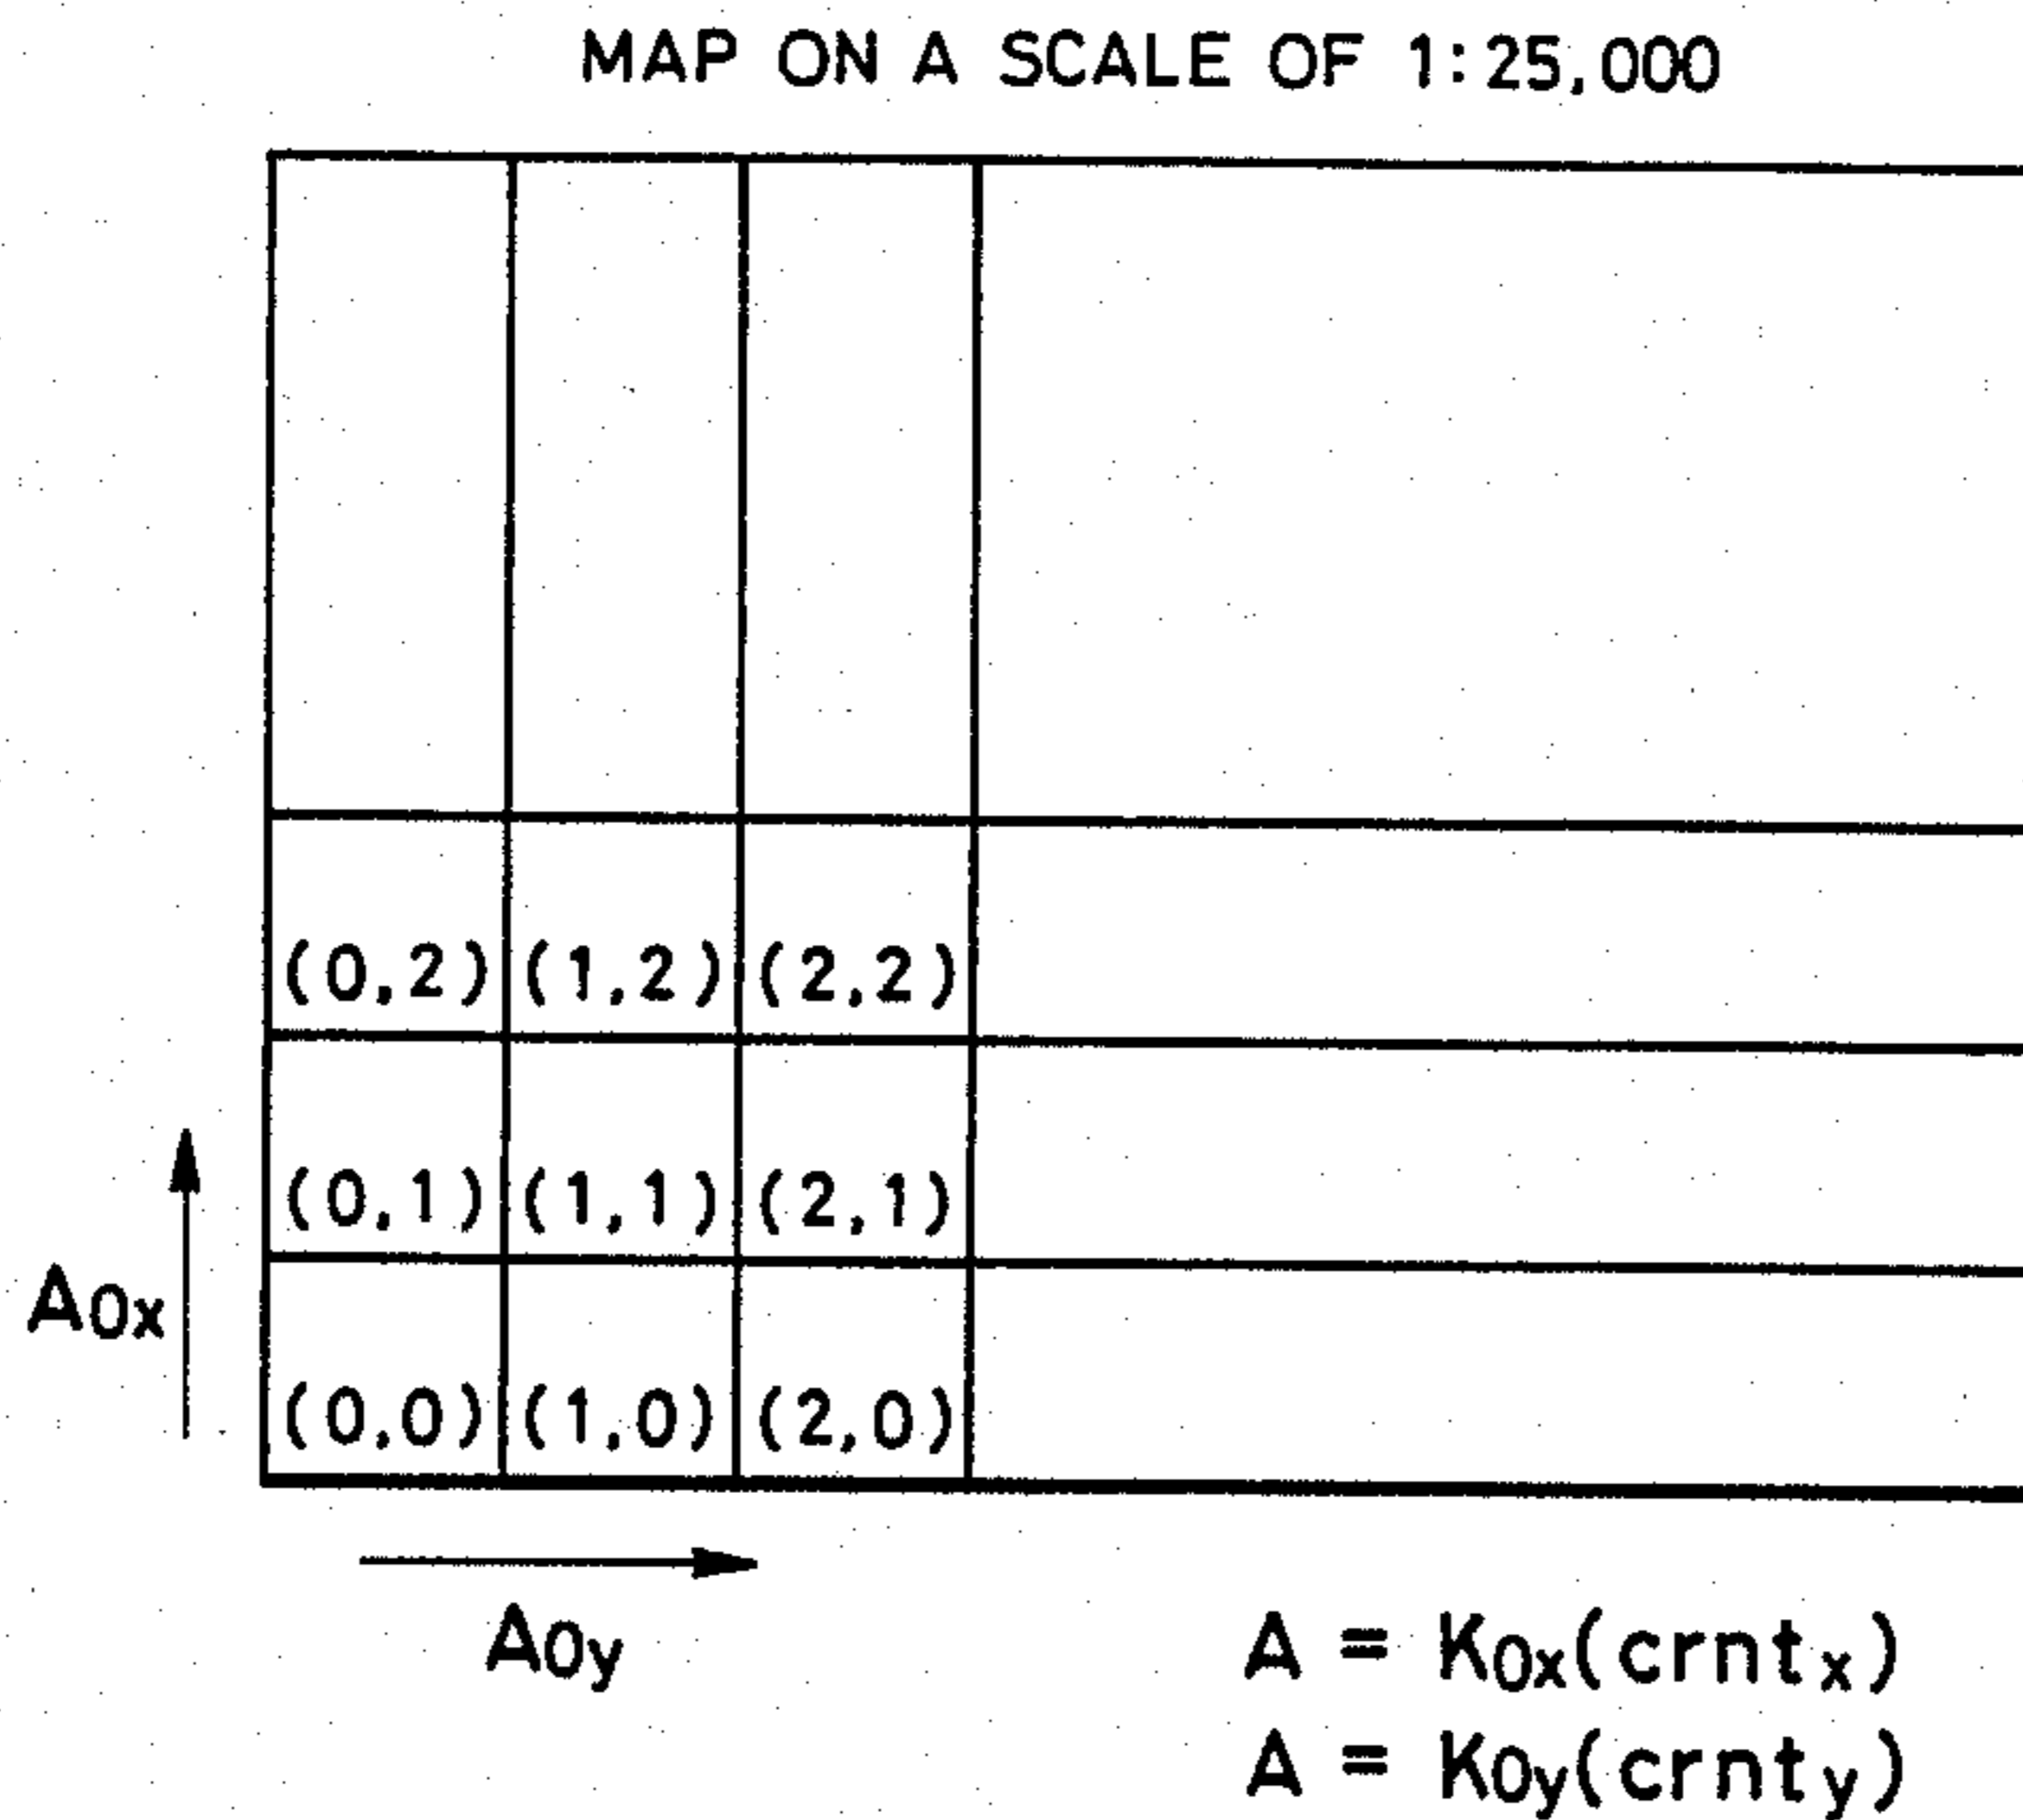 MAP ON A SCALE OF 1:25,000
(0,2) (1,2) (2,2)
(0,1) (1,1) (2,1)
A0x
(0,0) (1,0) (2,0)
A0y
A = K0x(crntx)
A = K0y(crnty)